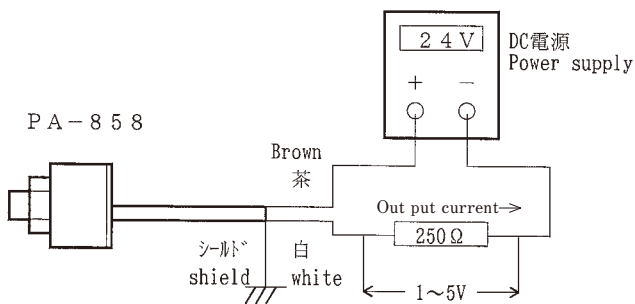 24V
DC電源
Power supply
+ −
PA-858
Brown
茶
Out put current→
250Ω
シールド 白
shield white
1～5V